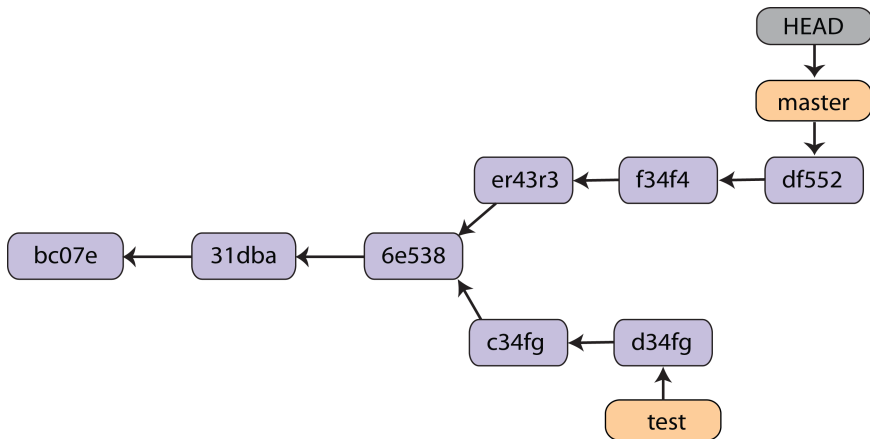 HEAD
master
er43r3
f34f4
df552
bc07e
31dba
6e538
c34fg
d34fg
test